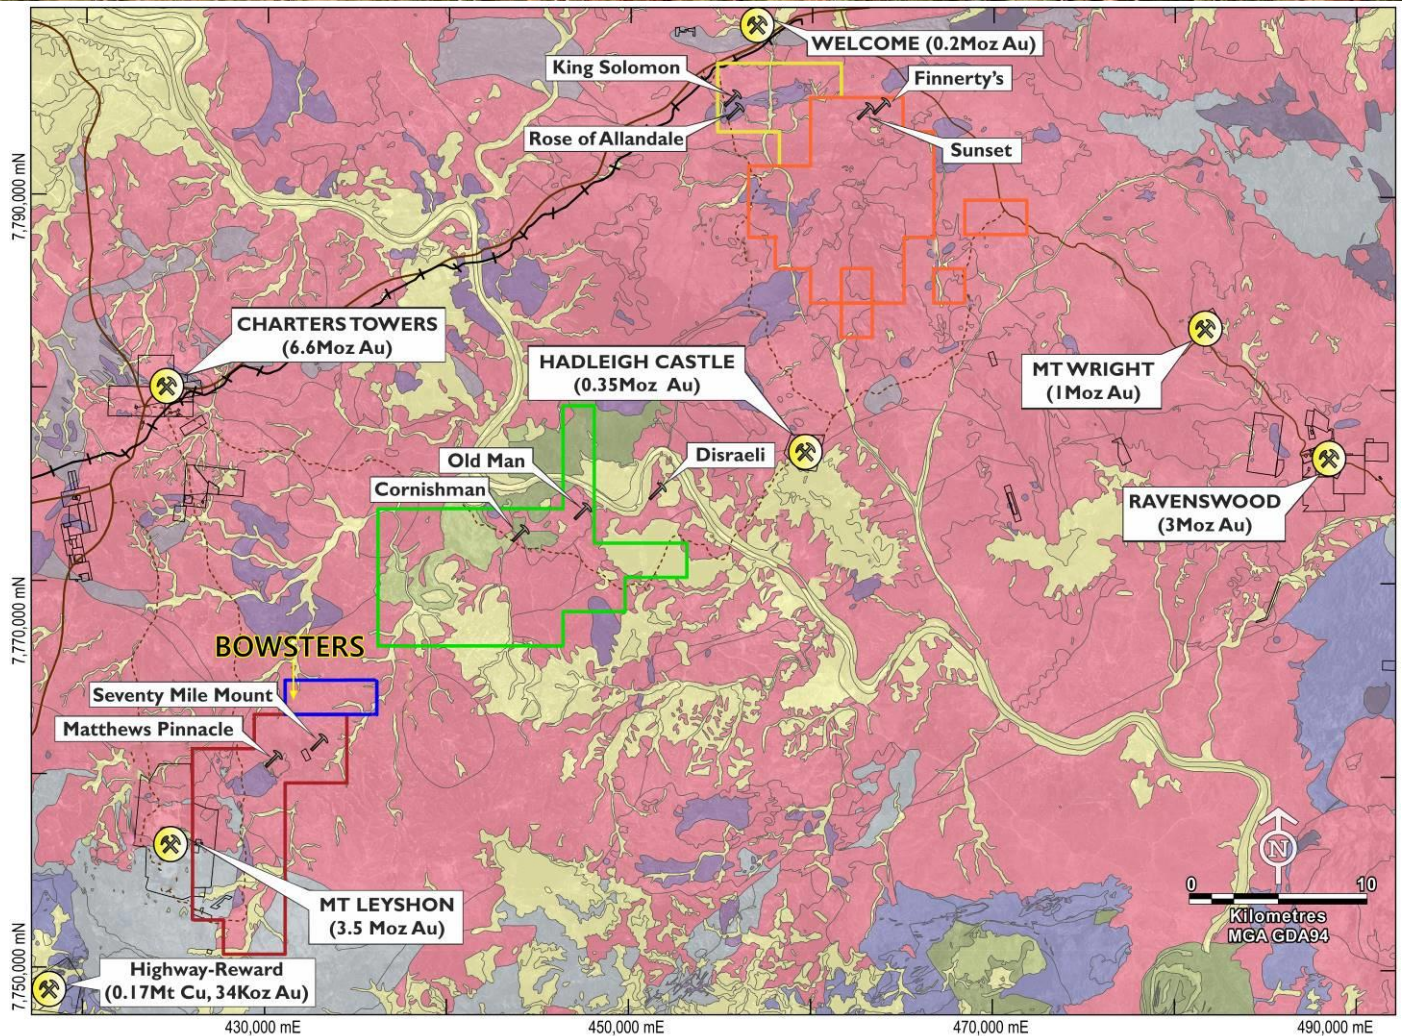 WELCOME (0.2Moz Au)
King Solomon
Finnerty's
Rose of Allandale
Sunset
7,790,000 mN
CHARTERS TOWERS
(6.6Moz Au)
HADLEIGH CASTLE
(0.35Moz Au)
MT WRIGHT
(1Moz Au)
Old Man
Disraeli
Cornishman
RAVENSWOOD
(3Moz Au)
7,770,000 mN
BOWSTERS
Seventy Mile Mount
Matthews Pinnacle
MT LEYSHON
(3.5 Moz Au)
N
0 10
Kilometres
MGA GDA94
Highway-Reward
(0.17Mt Cu, 34Koz Au)
7,750,000 mN
430,000 mE
450,000 mE
470,000 mE
490,000 mE